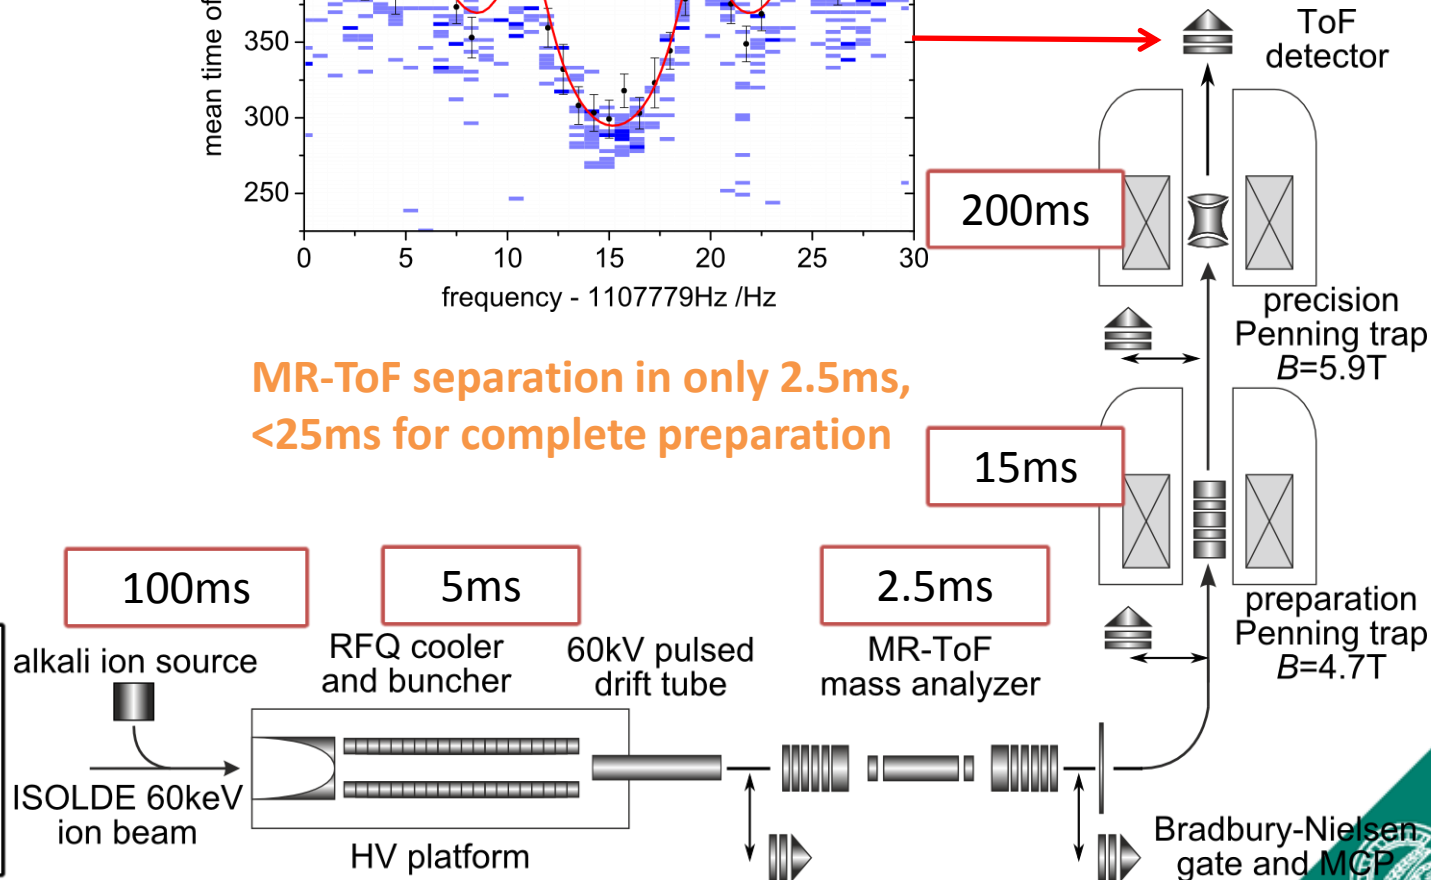 mean time of
350
300
250
0 5 10 15 20 25 30
frequency - 1107779Hz /Hz
ToF
detector
200ms
precision
Penning trap
B=5.9T
MR-ToF separation in only 2.5ms,
<25ms for complete preparation
15ms
preparation
Penning trap
B=4.7T
100ms
5ms
2.5ms
alkali ion source
RFQ cooler
and buncher
60kV pulsed
drift tube
MR-ToF
mass analyzer
ISOLDE 60keV
ion beam
HV platform
Bradbury-Nielsen
gate and MCP